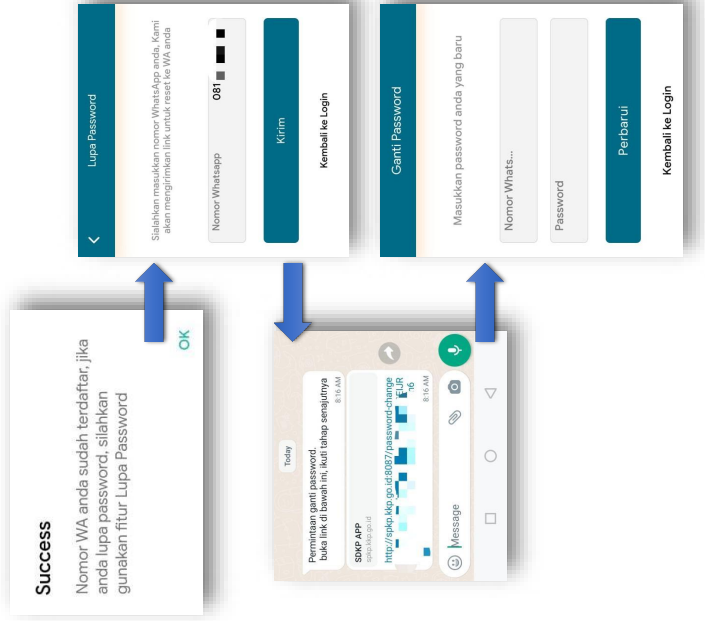 Success
Nomor WA anda sudah terdaftar, jika
anda lupa password, silahkan
gunakan fitur Lupa Password
OK
Lupa Password
Sialahkan masukkan nomor WhatsApp anda, Kami
akan mengirimkan link untuk reset ke WA anda
Nomor Whatsapp 081
Kirim
Kembali ke Login
Today
Permintaan ganti password.
buka link di bawah ini, ikuti tahap senajutnya
8:16 AM
SDKP APP
spkp.kkp.go.id
http://spkp.kkp.go.id:8087/password-change
8:16 AM
Message
Ganti Password
Masukkan password anda yang baru
Nomor Whats...
Password
Perbarui
Kembali ke Login